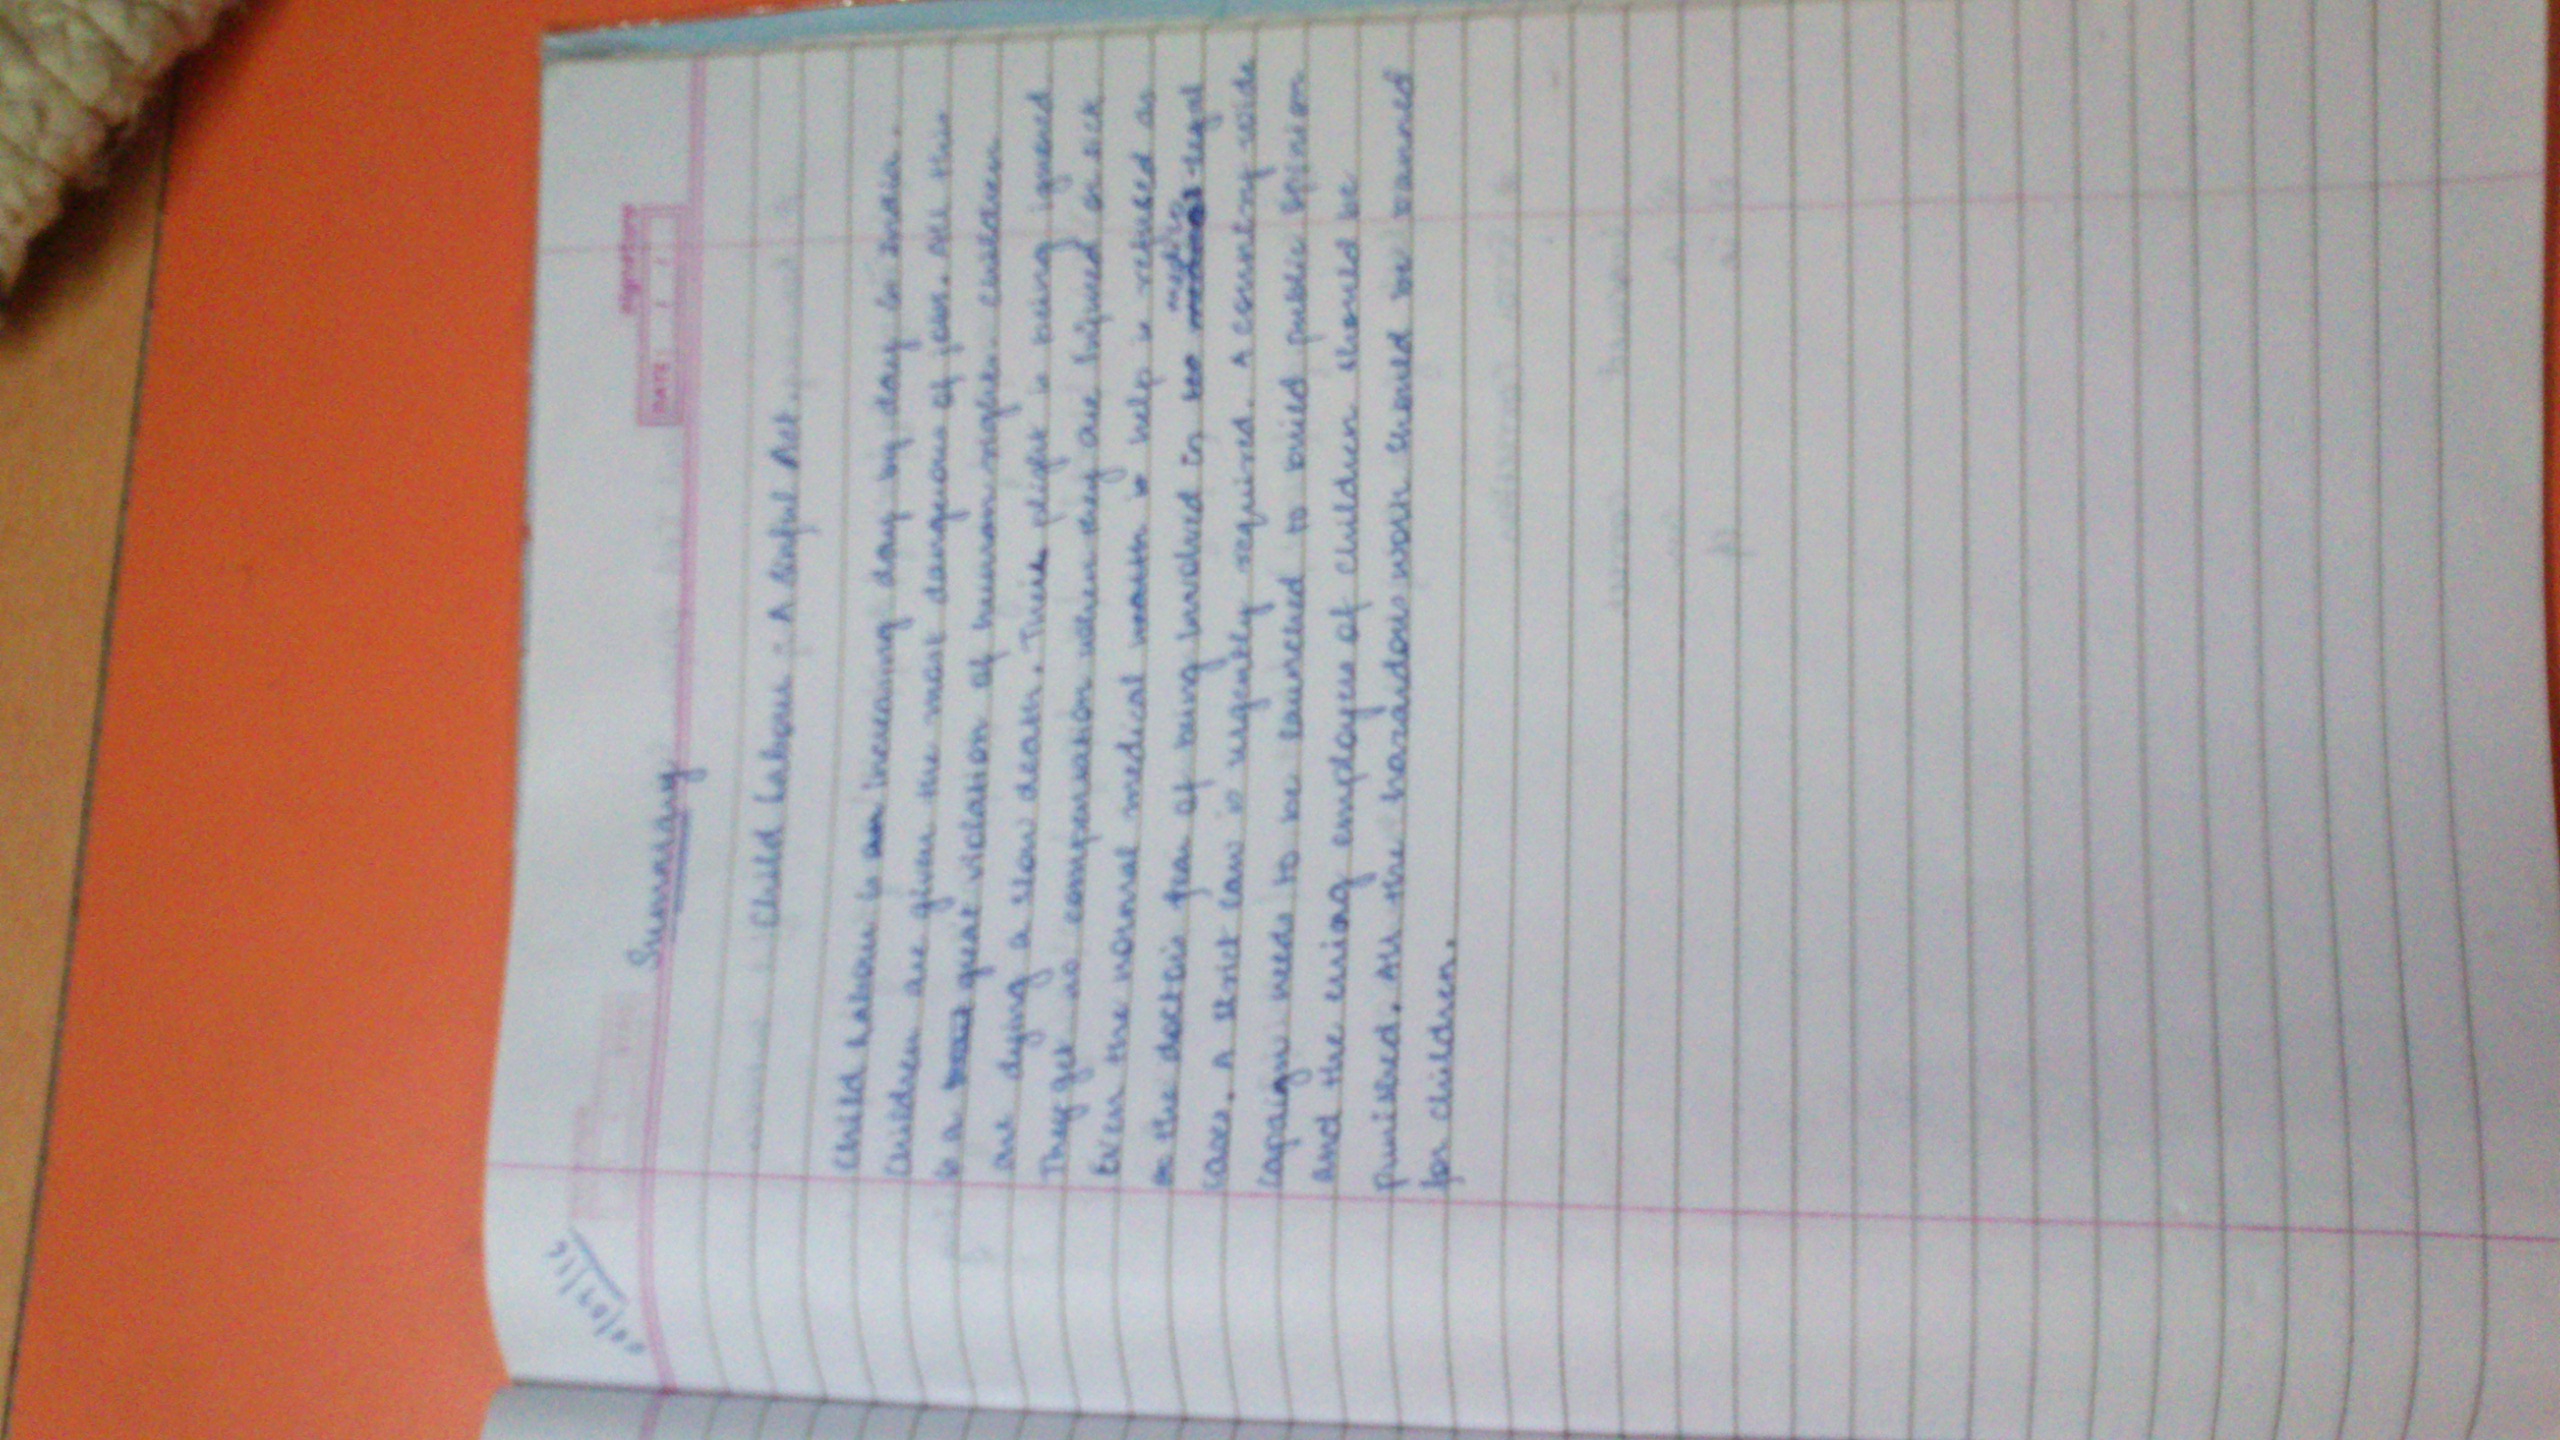 Summary
signature
DATE : / /
Child Labour - A Sinful Act.
Child Labour is increasing day by day in India.
Children are given the most dangerous of jobs. All this
is a great violation of human rights. Children
are dying a slow death. Their plight is being ignored
They get no compensation when they are injured or sick
Even the normal medical help is refused as
the doctors fear of being involved in medico legal
cases. A strict law is urgently required. A country wide
capaign needs to be launched to build public opinion
and the erring employers of children should be
punished. All the hazardous work should be banned
for children.